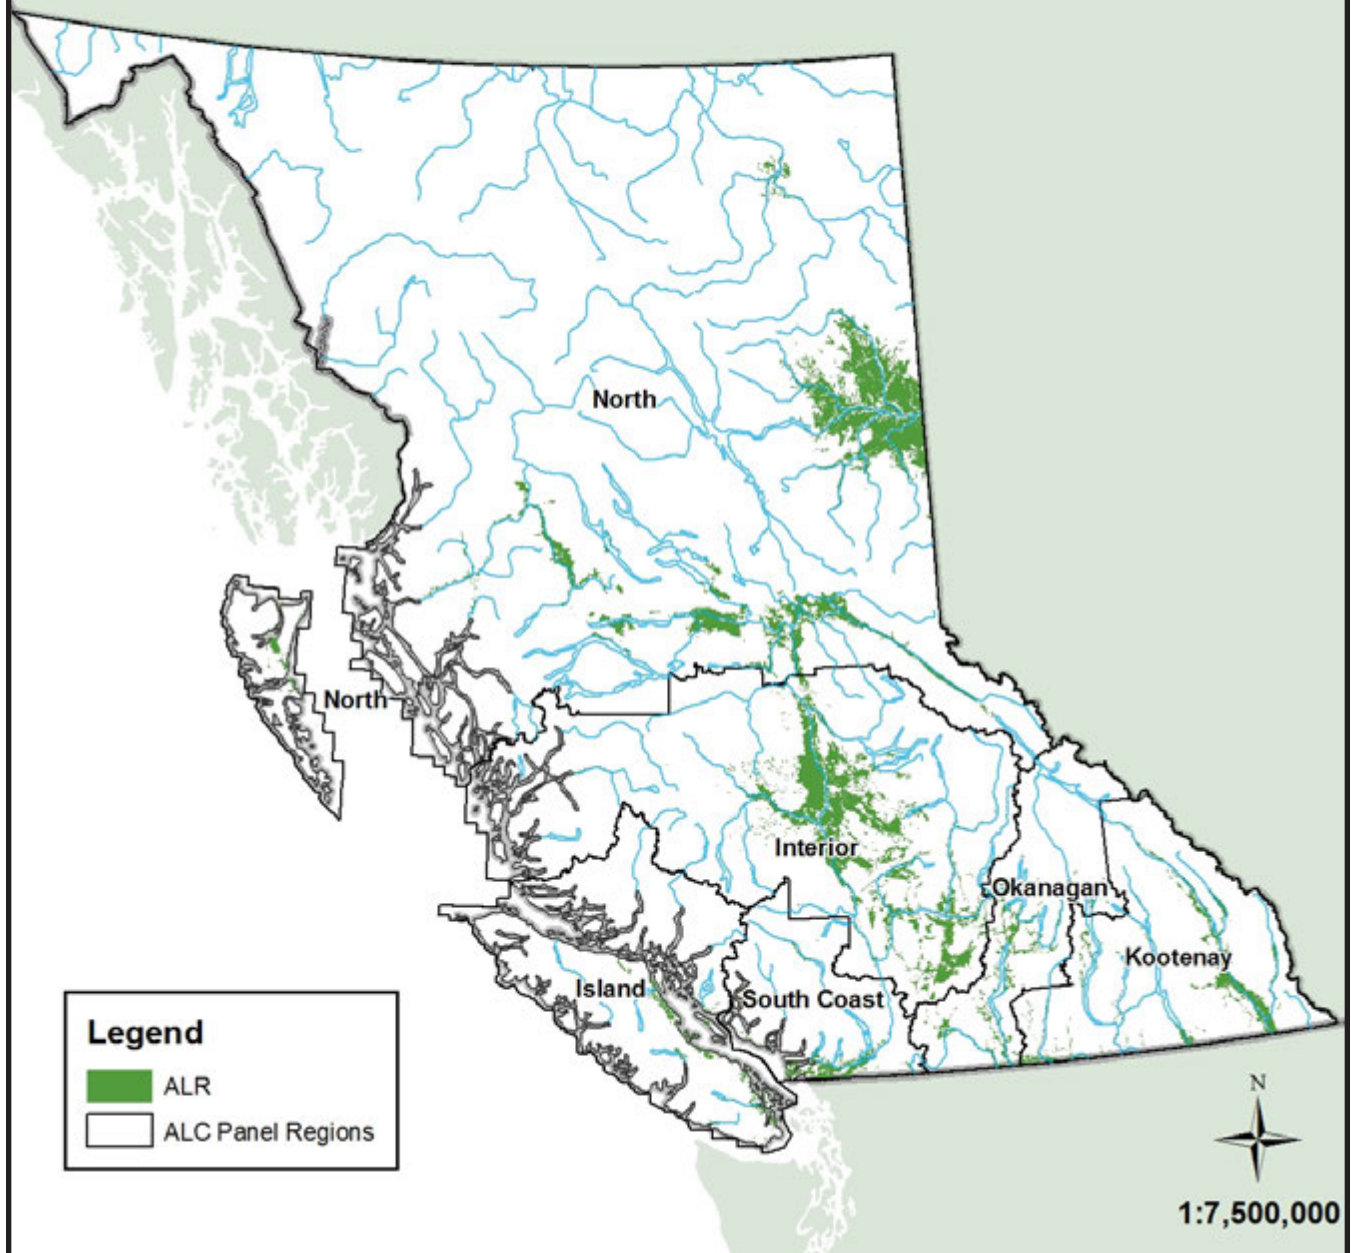 North
North
Interior
Okanagan
Kootenay
Island
South Coast
Legend
ALR
ALC Panel Regions
N
1:7,500,000